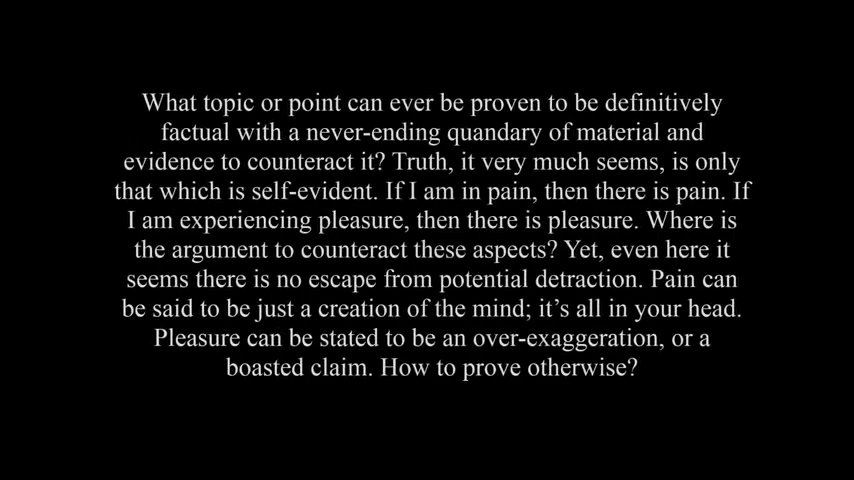 What topic or point can ever be proven to be definitively
factual with a never-ending quandary of material and
evidence to counteract it? Truth, it very much seems, is only
that which is self-evident. If I am in pain, then there is pain. If
I am experiencing pleasure, then there is pleasure. Where is
the argument to counteract these aspects? Yet, even here it
seems there is no escape from potential detraction. Pain can
be said to be just a creation of the mind; it’s all in your head.
Pleasure can be stated to be an over-exaggeration, or a
boasted claim. How to prove otherwise?